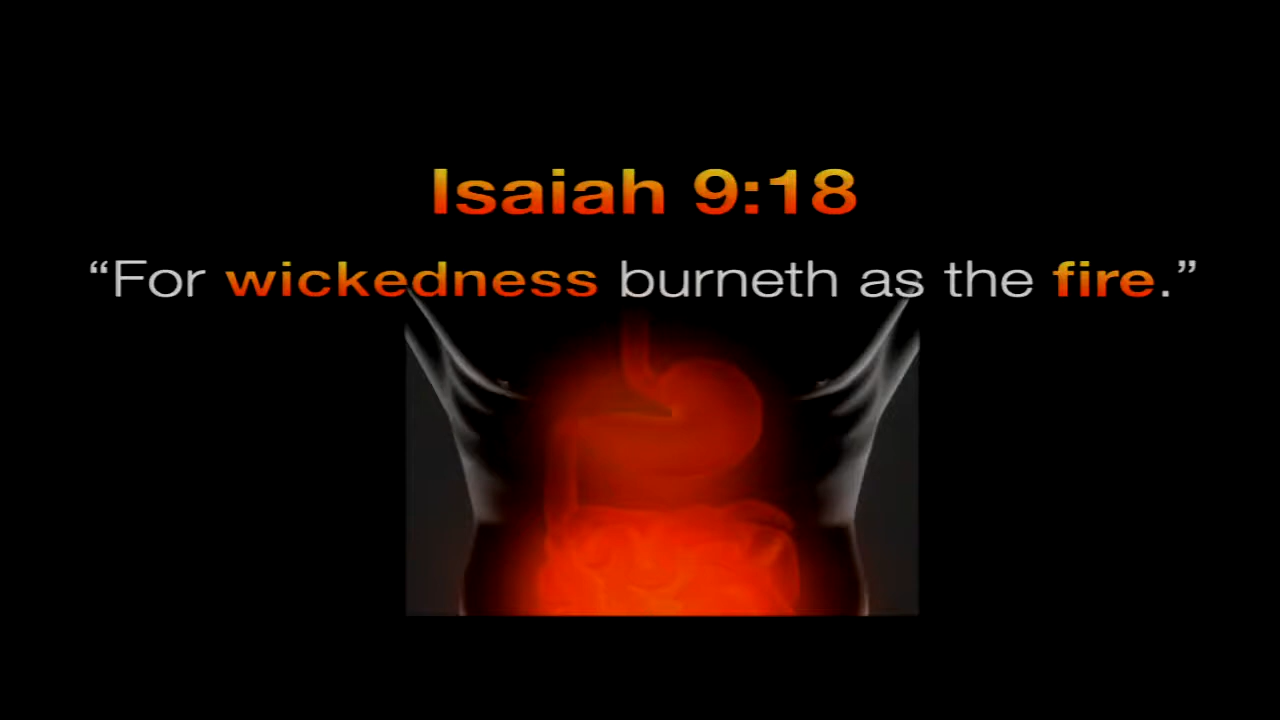 Isaiah 9:18
“For wickedness burneth as the fire.”